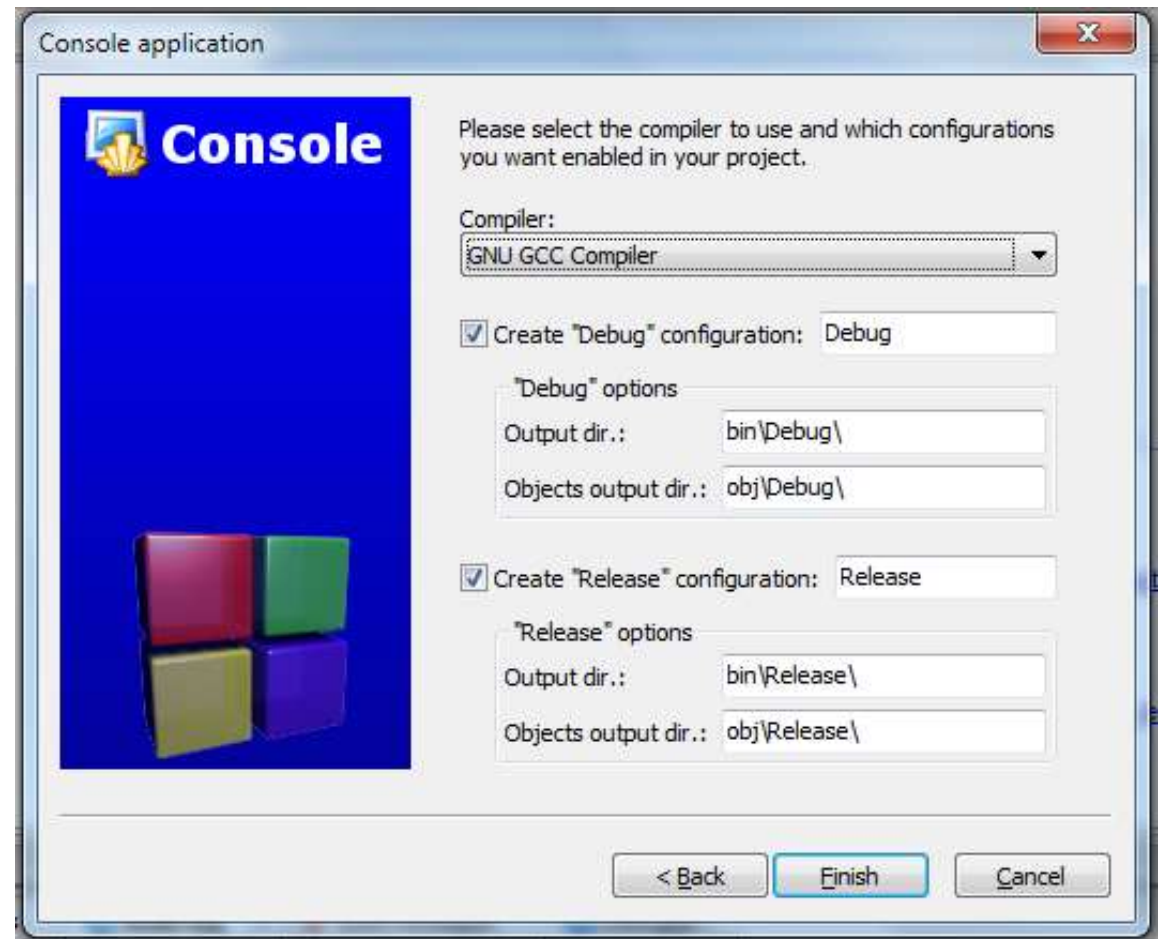 Console application
Console
Please select the compiler to use and which configurations
you want enabled in your project.
Compiler:
GNU GCC Compiler
Create "Debug" configuration: Debug
"Debug" options
Output dir.: bin\Debug\
Objects output dir.: obj\Debug\
Create "Release" configuration: Release
"Release" options
Output dir.: bin\Release\
Objects output dir.: obj\Release\
< Back Finish Cancel